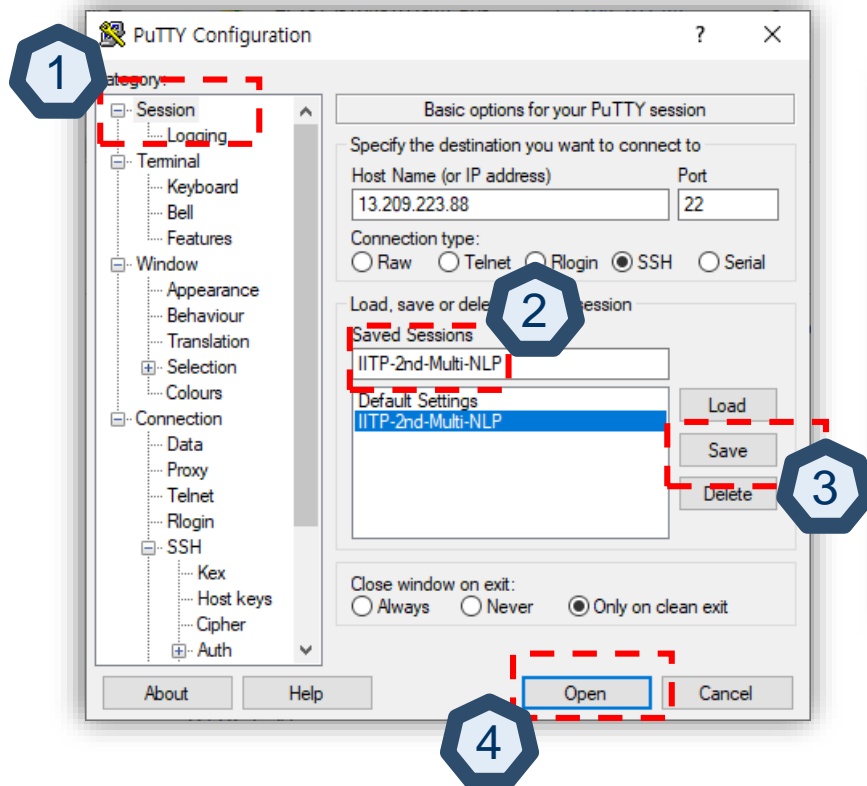 PuTTY Configuration
?
1
ategory:
Session
Logging
Terminal
Keyboard
Bell
Features
Window
Appearance
Behaviour
Translation
Selection
Colours
Connection
Data
Proxy
Telnet
Rlogin
SSH
Kex
Host keys
Cipher
Auth
Basic options for your PuTTY session
Specify the destination you want to connect to
Host Name (or IP address) Port
13.209.223.88 22
Connection type:
Raw Telnet Rlogin SSH Serial
Load, save or dele session
2
Saved Sessions
IITP-2nd-Multi-NLP
Default Settings
IITP-2nd-Multi-NLP
Load
Save
3
Delete
Close window on exit:
Always Never Only on clean exit
About Help Open Cancel
4